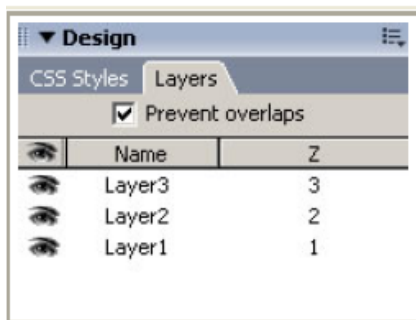 Design
CSS Styles Layers
Prevent overlaps
Name Z
Layer3 3
Layer2 2
Layer1 1